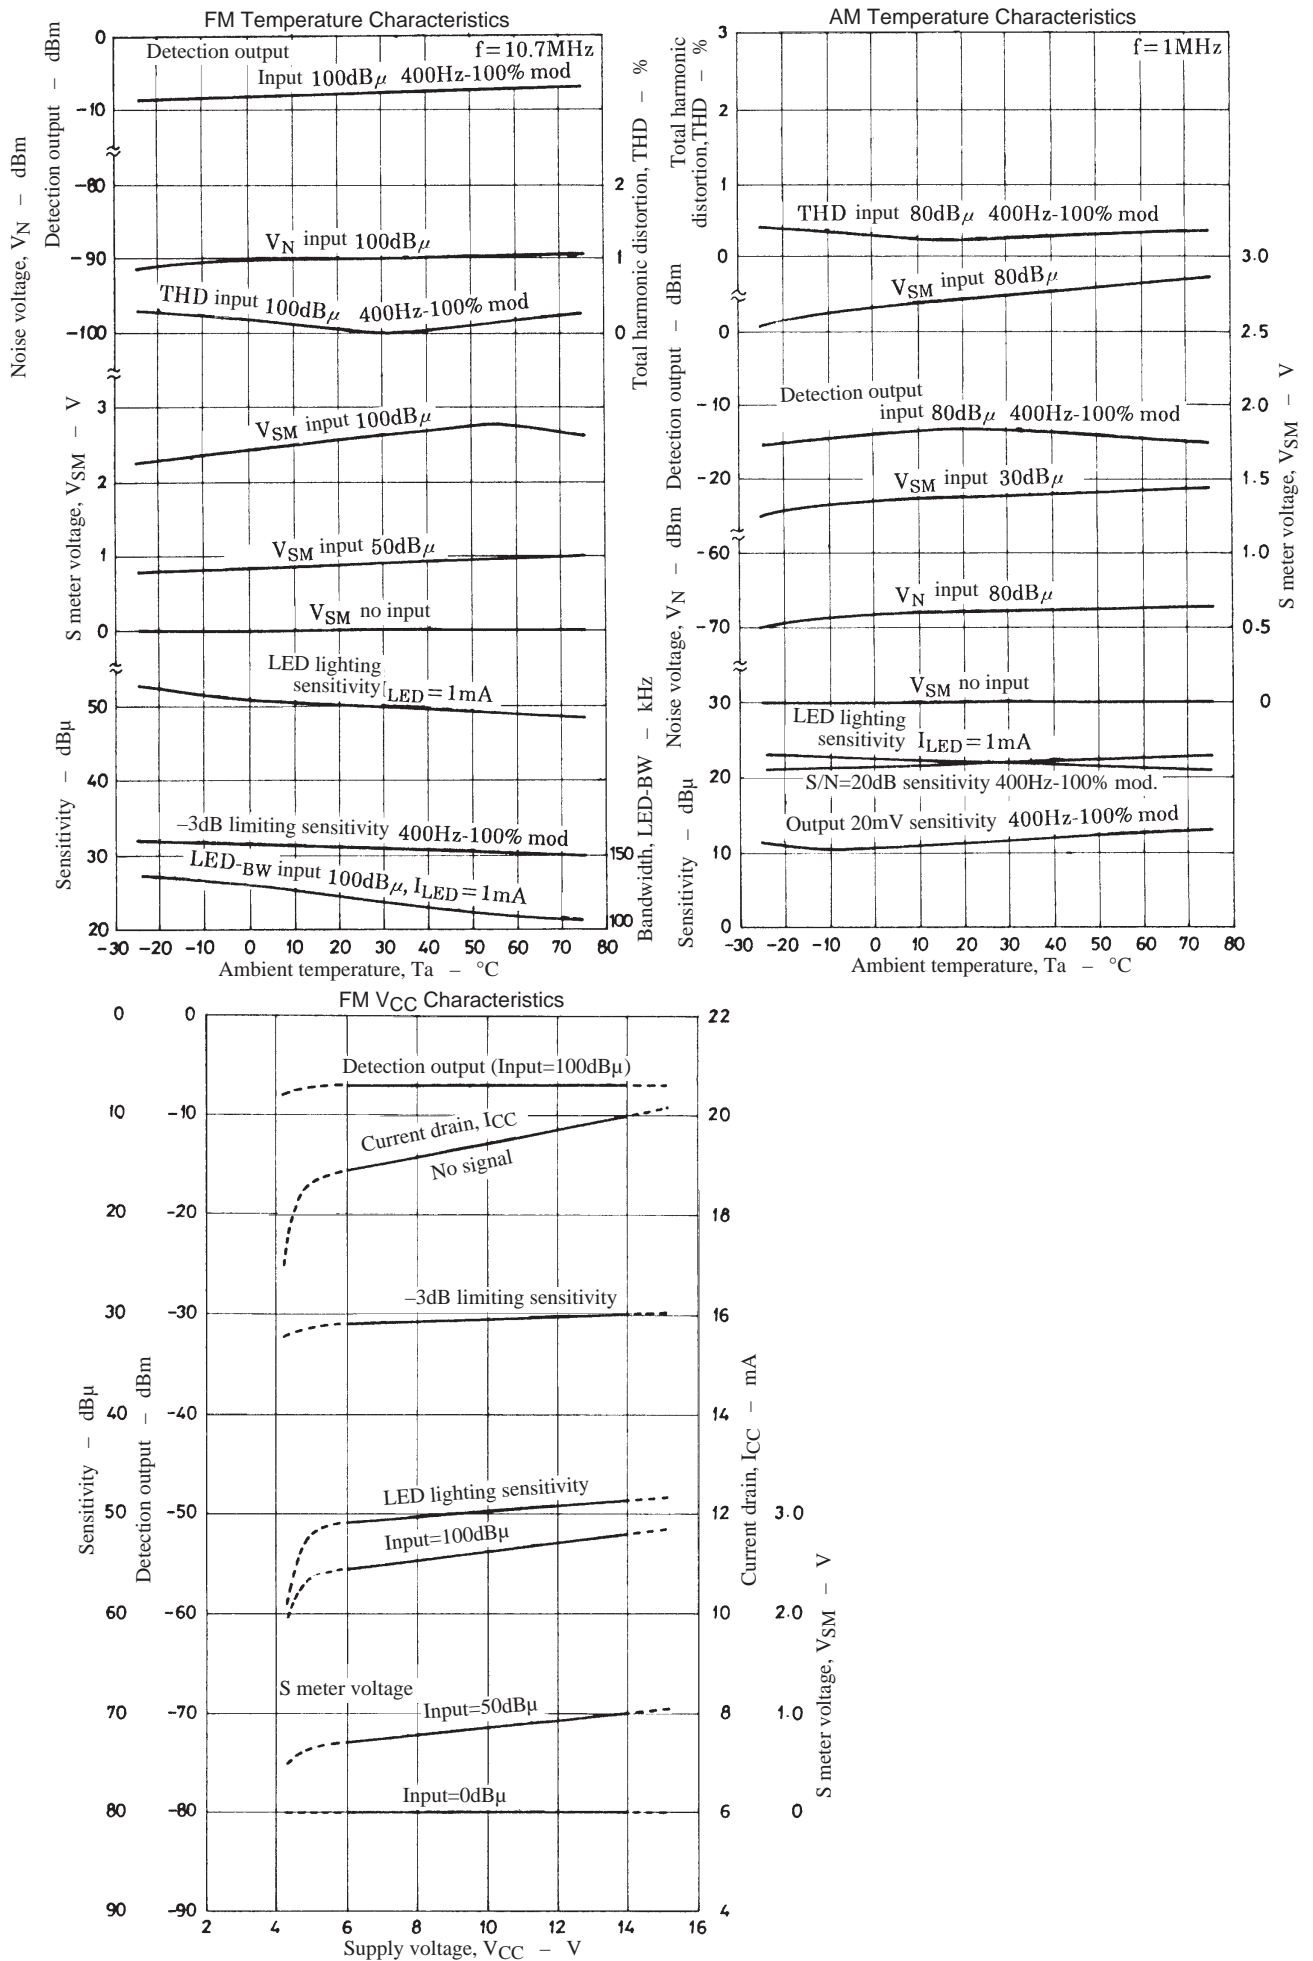 FM Temperature Characteristics
Detection output
f=10.7MHz
Input 100dBμ 400Hz-100% mod
VN input 100dBμ
THD input 100dBμ 400Hz-100% mod
VSM input 100dBμ
VSM input 50dBμ
VSM no input
LED lighting
sensitivity ILED=1mA
–3dB limiting sensitivity 400Hz-100% mod
LED-BW input 100dBμ, ILED=1mA
Noise voltage, VN – dBm
Detection output – dBm
S meter voltage, VSM – V
Sensitivity – dBμ
0
-10
-80
-90
-100
3
2
1
0
50
40
30
20
2
1
0
150
100
Total harmonic distortion, THD – %
Bandwidth, LED-BW – kHz
-30 -20 -10 0 10 20 30 40 50 60 70 80
Ambient temperature, Ta – °C
AM Temperature Characteristics
f=1MHz
THD input 80dBμ 400Hz-100% mod
VSM input 80dBμ
Detection output
input 80dBμ 400Hz-100% mod
VSM input 30dBμ
VN input 80dBμ
VSM no input
LED lighting
sensitivity ILED=1mA
S/N=20dB sensitivity 400Hz-100% mod.
Output 20mV sensitivity 400Hz-100% mod
Total harmonic
distortion,THD – %
Detection output – dBm
Noise voltage, VN – dBm
Sensitivity – dBμ
3
2
1
0
0
-10
-20
-60
-70
30
20
10
0
3.0
2.5
2.0
1.5
1.0
0.5
0
S meter voltage, VSM – V
-30 -20 -10 0 10 20 30 40 50 60 70 80
Ambient temperature, Ta – °C
FM VCC Characteristics
Detection output (Input=100dBμ)
Current drain, ICC
No signal
–3dB limiting sensitivity
LED lighting sensitivity
Input=100dBμ
S meter voltage
Input=50dBμ
Input=0dBμ
Sensitivity – dBμ
0
10
20
30
40
50
60
70
80
90
Detection output – dBm
0
-10
-20
-30
-40
-50
-60
-70
-80
-90
22
20
18
16
14
12
10
8
6
4
Current drain, ICC – mA
3.0
2.0
1.0
0
S meter voltage, VSM – V
2 4 6 8 10 12 14 16
Supply voltage, VCC – V